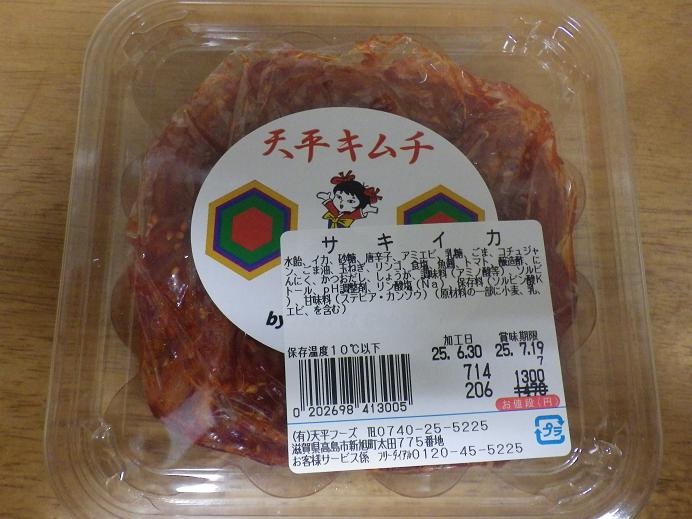 天平キムチ
by
サキイカ
水飴、イカ、砂糖、唐辛子、アミエビ、乳糖、ごま、コチュジャ
ン、ごま油、玉ねぎ、リンゴ、食塩、魚醤、トマト、醸造酢、に
んにく、かつおだし、しょうが、調味料（アミノ酸等）、ソルビ
トール、pH調整剤、リン酸塩（Na）、保存料（ソルビン酸K
）、甘味料（ステビア・カンゾウ）（原材料の一部に小麦、乳、
エビ、を含む）
保存温度10℃以下
加工日 賞味期限
25.6.30 25.7.19
7
714 1300
206
お値段（円）
0 202698 413005
(有)天平フーズ ℡0740-25-5225
滋賀県高島市新旭町太田775番地
お客様サービス係 フリーダイアル0120-45-5225
プラ